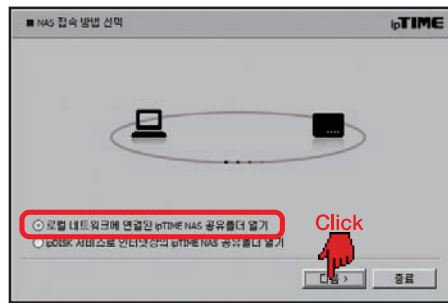 ■ NAS 접속 방법 선택
ipTIME
로컬 네트워크에 연결된 ipTIME NAS 공유폴더 열기
ipDISK 서비스로 인터넷상의 ipTIME NAS 공유폴더 열기
Click
다음 >
종료